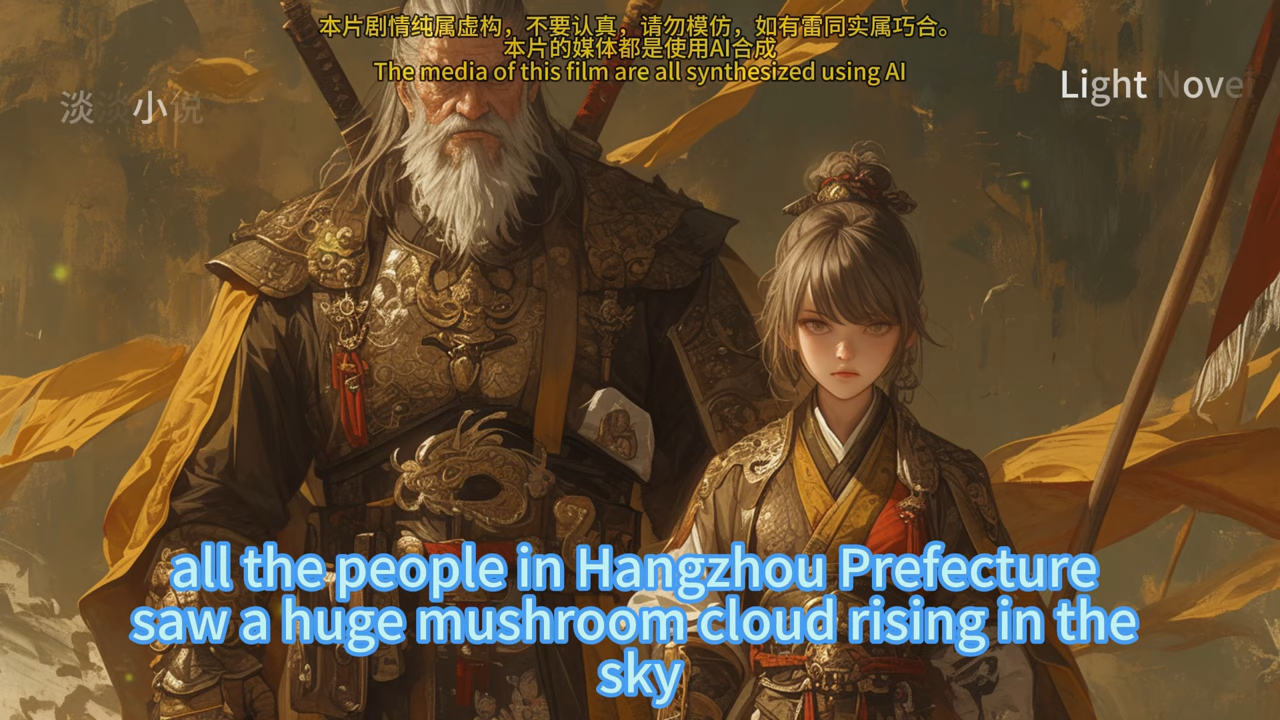 本片剧情纯属虚构，不要认真，请勿模仿，如有雷同实属巧合。
本片的媒体都是使用AI合成
The media of this film are all synthesized using AI
淡淡小说
Light Novel
all the people in Hangzhou Prefecture
saw a huge mushroom cloud rising in the
sky